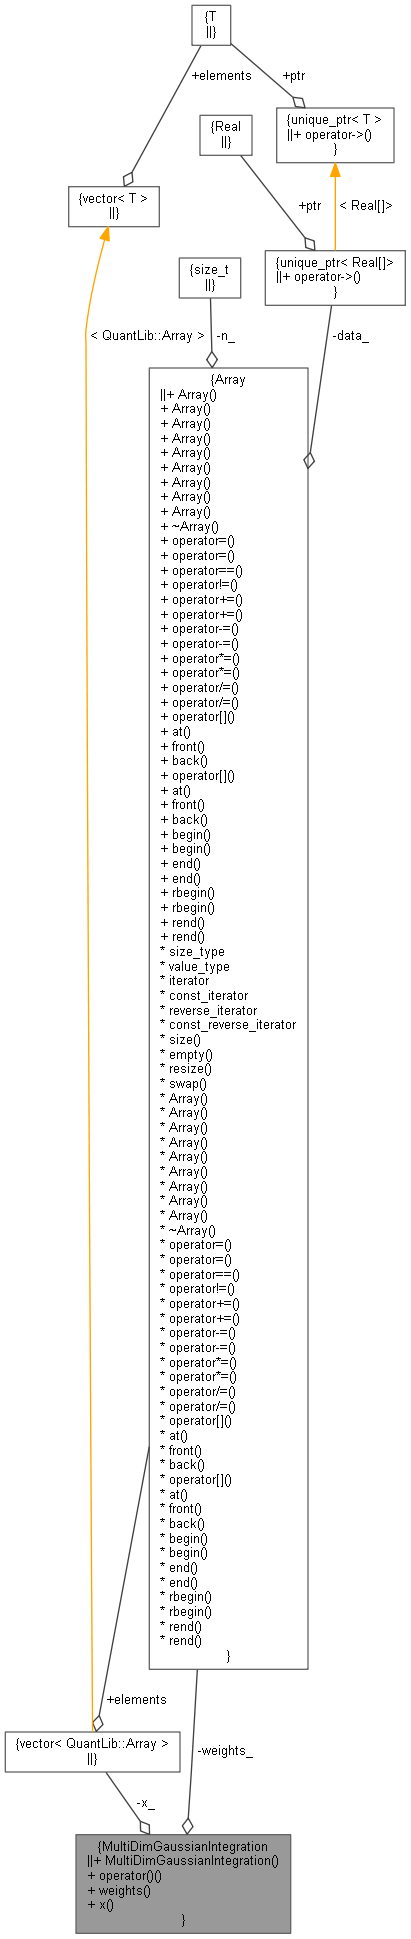 {T
||}
+elements
+ptr
{unique_ptr< T >
||+ operator->()
}
{Real
||}
{vector< T >
||}
+ptr
< Real[]>
{unique_ptr< Real[]>
||+ operator->()
}
{size_t
||}
< QuantLib::Array >
-n_
-data_
{Array
||+ Array()
+ Array()
+ Array()
+ Array()
+ Array()
+ Array()
+ Array()
+ Array()
+ Array()
+ ~Array()
+ operator=()
+ operator=()
+ operator==()
+ operator!=()
+ operator+=()
+ operator+=()
+ operator-=()
+ operator-=()
+ operator*=()
+ operator*=()
+ operator/=()
+ operator/=()
+ operator[]()
+ at()
+ front()
+ back()
+ operator[]()
+ at()
+ front()
+ back()
+ begin()
+ begin()
+ end()
+ end()
+ rbegin()
+ rbegin()
+ rend()
+ rend()
* size_type
* value_type
* iterator
* const_iterator
* reverse_iterator
* const_reverse_iterator
* size()
* empty()
* resize()
* swap()
* Array()
* Array()
* Array()
* Array()
* Array()
* Array()
* Array()
* Array()
* Array()
* ~Array()
* operator=()
* operator=()
* operator==()
* operator!=()
* operator+=()
* operator+=()
* operator-=()
* operator-=()
* operator*=()
* operator*=()
* operator/=()
* operator/=()
* operator[]()
* at()
* front()
* back()
* operator[]()
* at()
* front()
* back()
* begin()
* begin()
* end()
* end()
* rbegin()
* rbegin()
* rend()
* rend()
}
+elements
{vector< QuantLib::Array >
||}
-weights_
-x_
{MultiDimGaussianIntegration
||+ MultiDimGaussianIntegration()
+ operator()()
+ weights()
+ x()
}